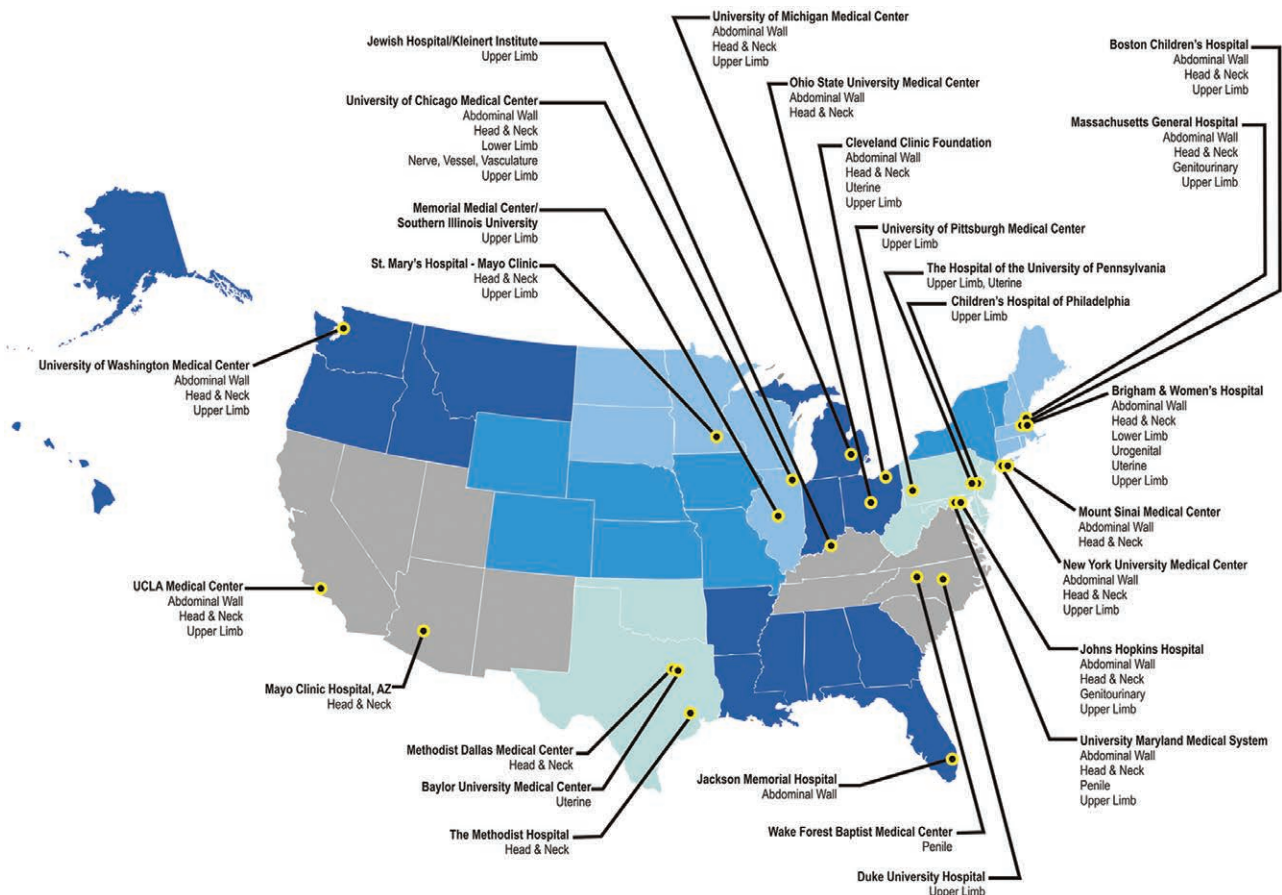 University of Michigan Medical Center
Abdominal Wall
Head & Neck
Upper Limb
Jewish Hospital/Kleinert Institute
Upper Limb
Boston Children's Hospital
Abdominal Wall
Head & Neck
Upper Limb
Ohio State University Medical Center
Abdominal Wall
Head & Neck
University of Chicago Medical Center
Abdominal Wall
Head & Neck
Lower Limb
Nerve, Vessel, Vasculature
Upper Limb
Massachusetts General Hospital
Abdominal Wall
Head & Neck
Genitourinary
Upper Limb
Cleveland Clinic Foundation
Abdominal Wall
Head & Neck
Uterine
Upper Limb
Memorial Medial Center/
Southern Illinois University
Upper Limb
University of Pittsburgh Medical Center
Upper Limb
St. Mary's Hospital - Mayo Clinic
Head & Neck
Upper Limb
The Hospital of the University of Pennsylvania
Upper Limb, Uterine
Children's Hospital of Philadelphia
Upper Limb
University of Washington Medical Center
Abdominal Wall
Head & Neck
Upper Limb
Brigham & Women's Hospital
Abdominal Wall
Head & Neck
Lower Limb
Urogenital
Uterine
Upper Limb
Mount Sinai Medical Center
Abdominal Wall
Head & Neck
New York University Medical Center
Abdominal Wall
Head & Neck
Upper Limb
UCLA Medical Center
Abdominal Wall
Head & Neck
Upper Limb
Johns Hopkins Hospital
Abdominal Wall
Head & Neck
Genitourinary
Upper Limb
Mayo Clinic Hospital, AZ
Head & Neck
University Maryland Medical System
Abdominal Wall
Head & Neck
Penile
Upper Limb
Methodist Dallas Medical Center
Head & Neck
Jackson Memorial Hospital
Abdominal Wall
Baylor University Medical Center
Uterine
The Methodist Hospital
Head & Neck
Wake Forest Baptist Medical Center
Penile
Duke University Hospital
Upper Limb